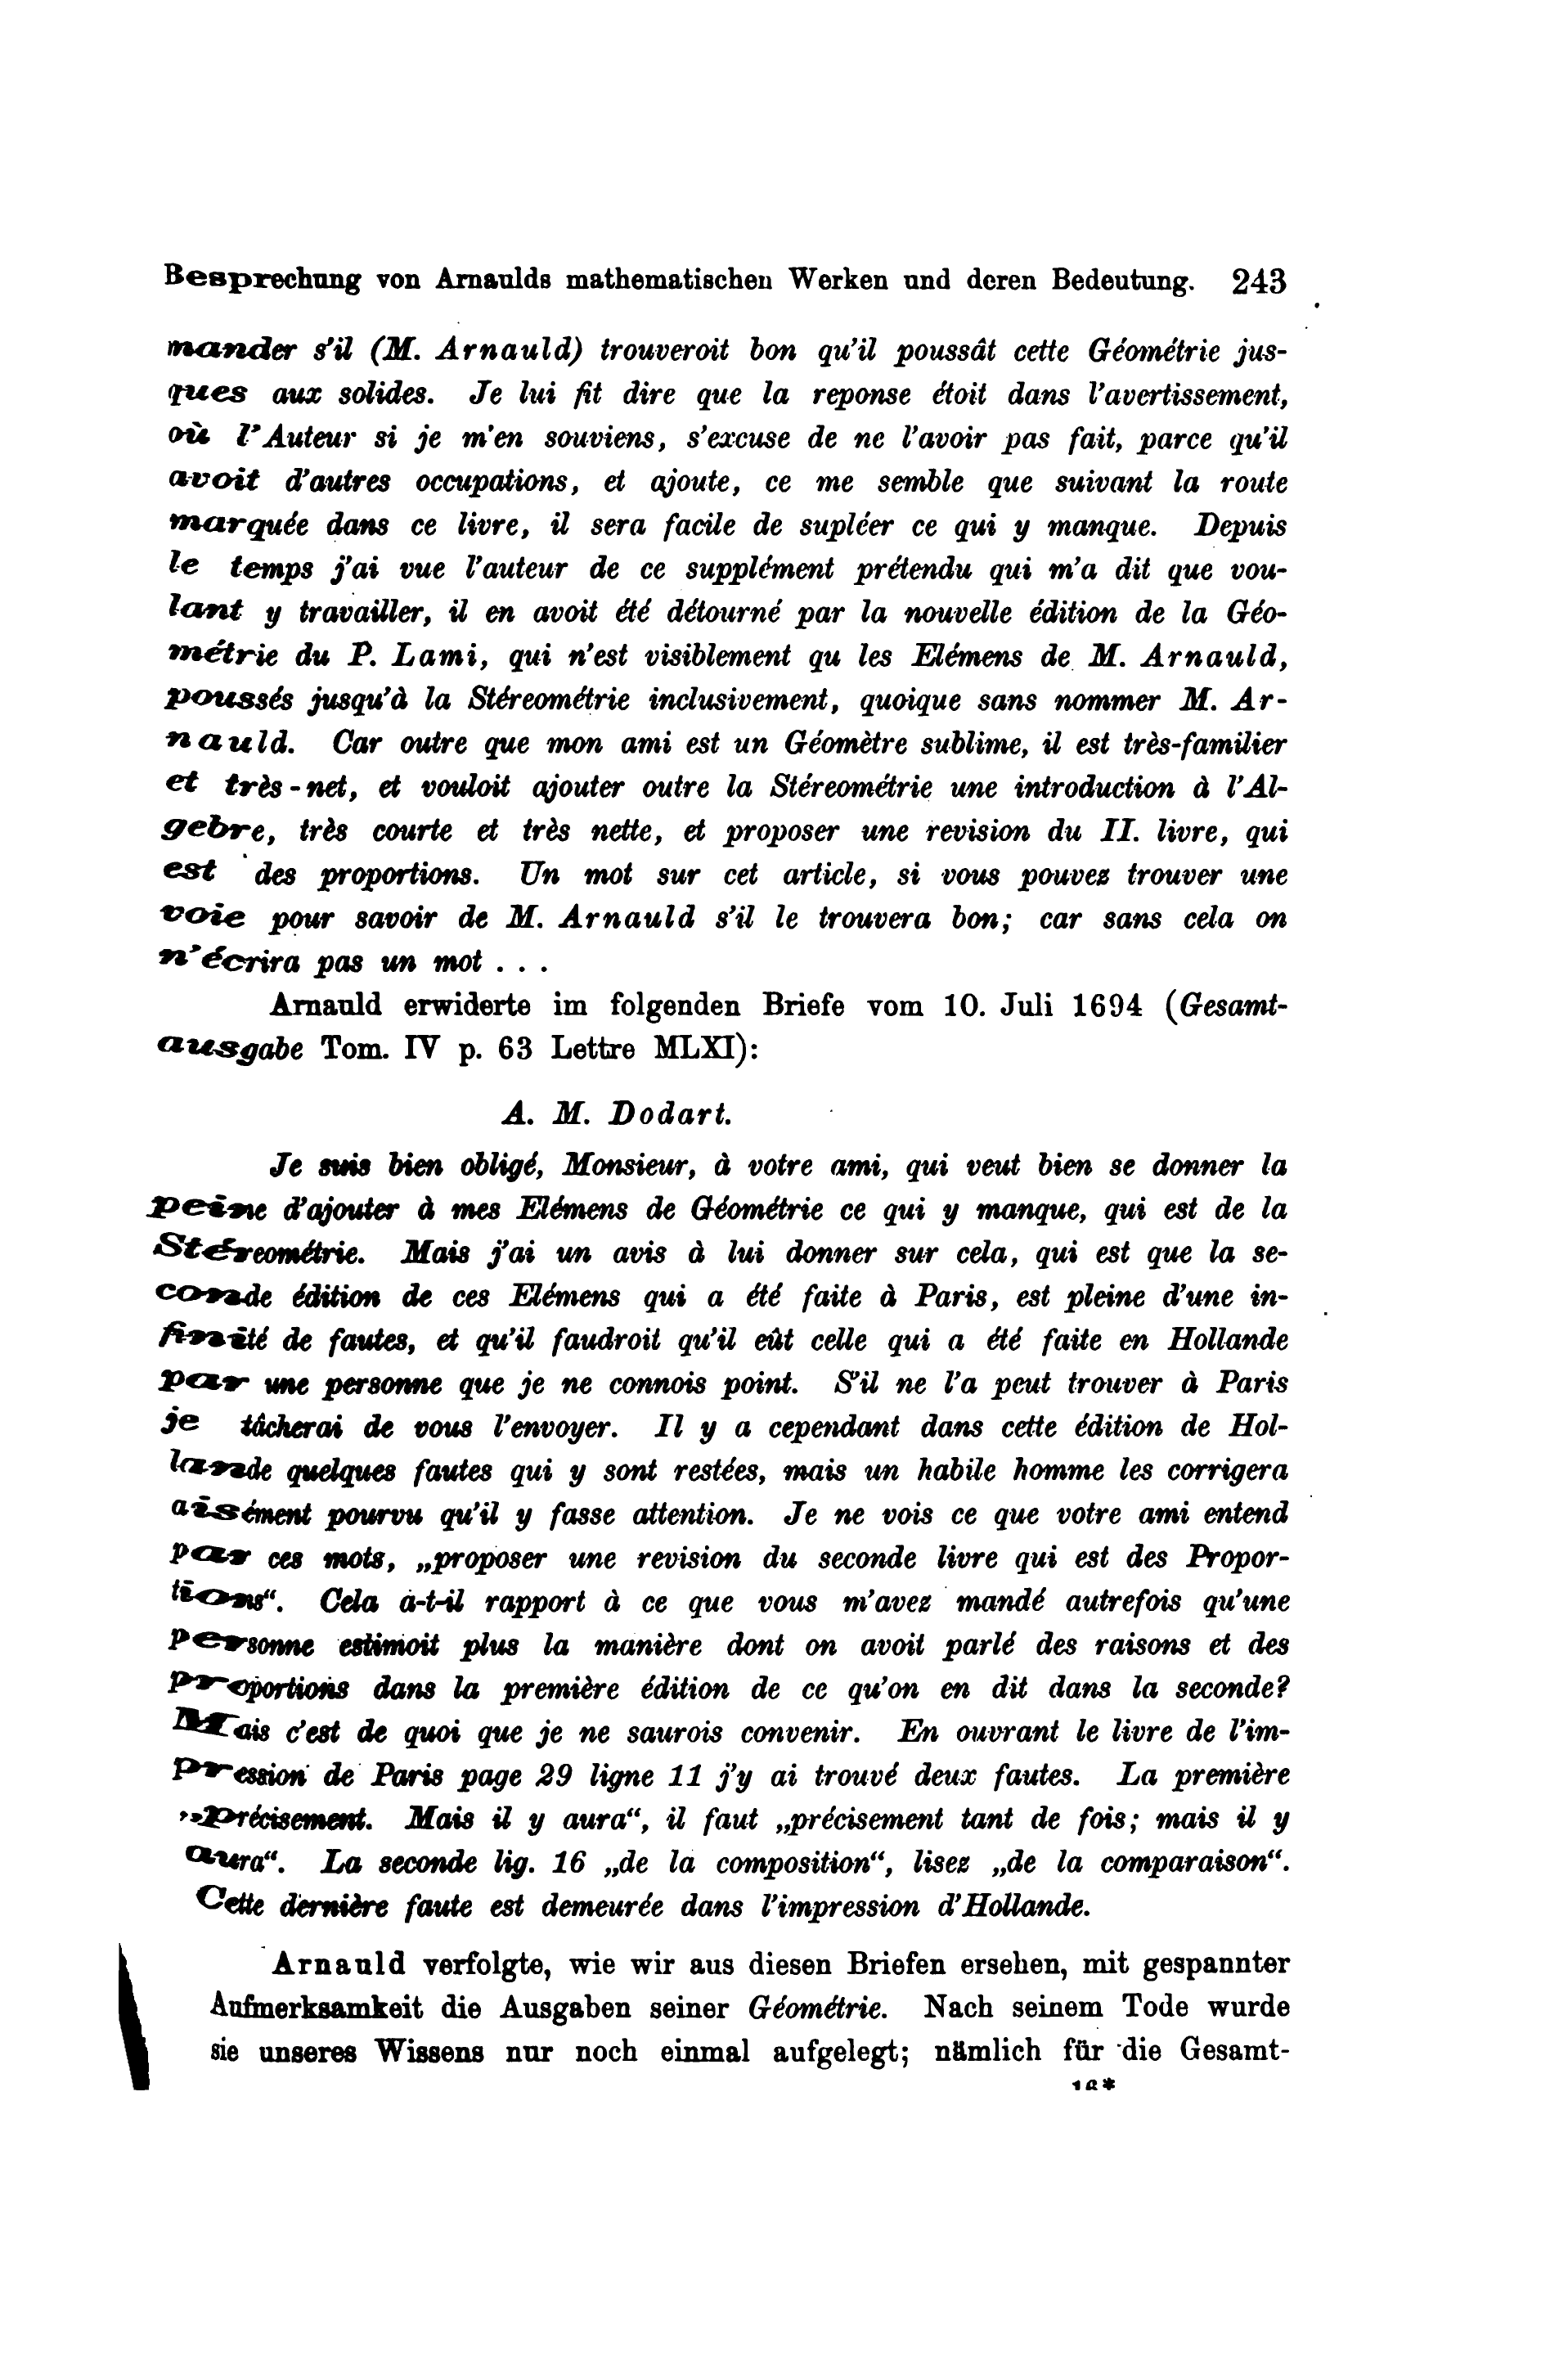 Besprechung von Arnaulds mathematischen Werken und deren Bedeutung. 243
mander s'il (M. Arnauld) trouveroit bon qu'il poussât cette Géométrie jus-
ques aux solides. Je lui fit dire que la reponse étoit dans l'avertissement,
où l'Auteur si je m'en souviens, s'excuse de ne l'avoir pas fait, parce qu'il
avoit d'autres occupations, et ajoute, ce me semble que suivant la route
marquée dans ce livre, il sera facile de supléer ce qui y manque. Depuis
le temps j'ai vue l'auteur de ce supplément prétendu qui m'a dit que vou-
lant y travailler, il en avoit été détourné par la nouvelle édition de la Géo-
métrie du P. Lami, qui n'est visiblement qu les Elémens de M. Arnauld,
poussés jusqu'à la Stéreométrie inclusivement, quoique sans nommer M. Ar-
nauld. Car outre que mon ami est un Géomètre sublime, il est très-familier
et très-net, et vouloit ajouter outre la Stéreométrie une introduction à l'Al-
gebre, très courte et très nette, et proposer une revision du II. livre, qui
est des proportions. Un mot sur cet article, si vous pouvez trouver une
voie pour savoir de M. Arnauld s'il le trouvera bon; car sans cela on
n'écrira pas un mot . . .
Arnauld erwiderte im folgenden Briefe vom 10. Juli 1694 (Gesamt-
ausgabe Tom. IV p. 63 Lettre MLXI):
A. M. Dodart.
Je suis bien obligé, Monsieur, à votre ami, qui veut bien se donner la
peine d'ajouter à mes Elémens de Géométrie ce qui y manque, qui est de la
Stéreométrie. Mais j'ai un avis à lui donner sur cela, qui est que la se-
conde édition de ces Elémens qui a été faite à Paris, est pleine d'une in-
finité de fautes, et qu'il faudroit qu'il eût celle qui a été faite en Hollande
par une personne que je ne connois point. S'il ne l'a peut trouver à Paris
je tâcherai de vous l'envoyer. Il y a cependant dans cette édition de Hol-
lande quelques fautes qui y sont restées, mais un habile homme les corrigera
aisément pourvu qu'il y fasse attention. Je ne vois ce que votre ami entend
par ces mots, „proposer une revision du seconde livre qui est des Propor-
tions“. Cela a-t-il rapport à ce que vous m'avez mandé autrefois qu'une
personne estimoit plus la manière dont on avoit parlé des raisons et des
proportions dans la première édition de ce qu'on en dit dans la seconde?
Mais c'est de quoi que je ne saurois convenir. En ouvrant le livre de l'im-
pression de Paris page 29 ligne 11 j'y ai trouvé deux fautes. La première
„précisement. Mais il y aura“, il faut „précisement tant de fois; mais il y
aura“. La seconde lig. 16 „de la composition“, lisez „de la comparaison“.
Cette dernière faute est demeurée dans l'impression d'Hollande.
Arnauld verfolgte, wie wir aus diesen Briefen ersehen, mit gespannter
Aufmerksamkeit die Ausgaben seiner Géométrie. Nach seinem Tode wurde
sie unseres Wissens nur noch einmal aufgelegt; nämlich für die Gesamt-
16*